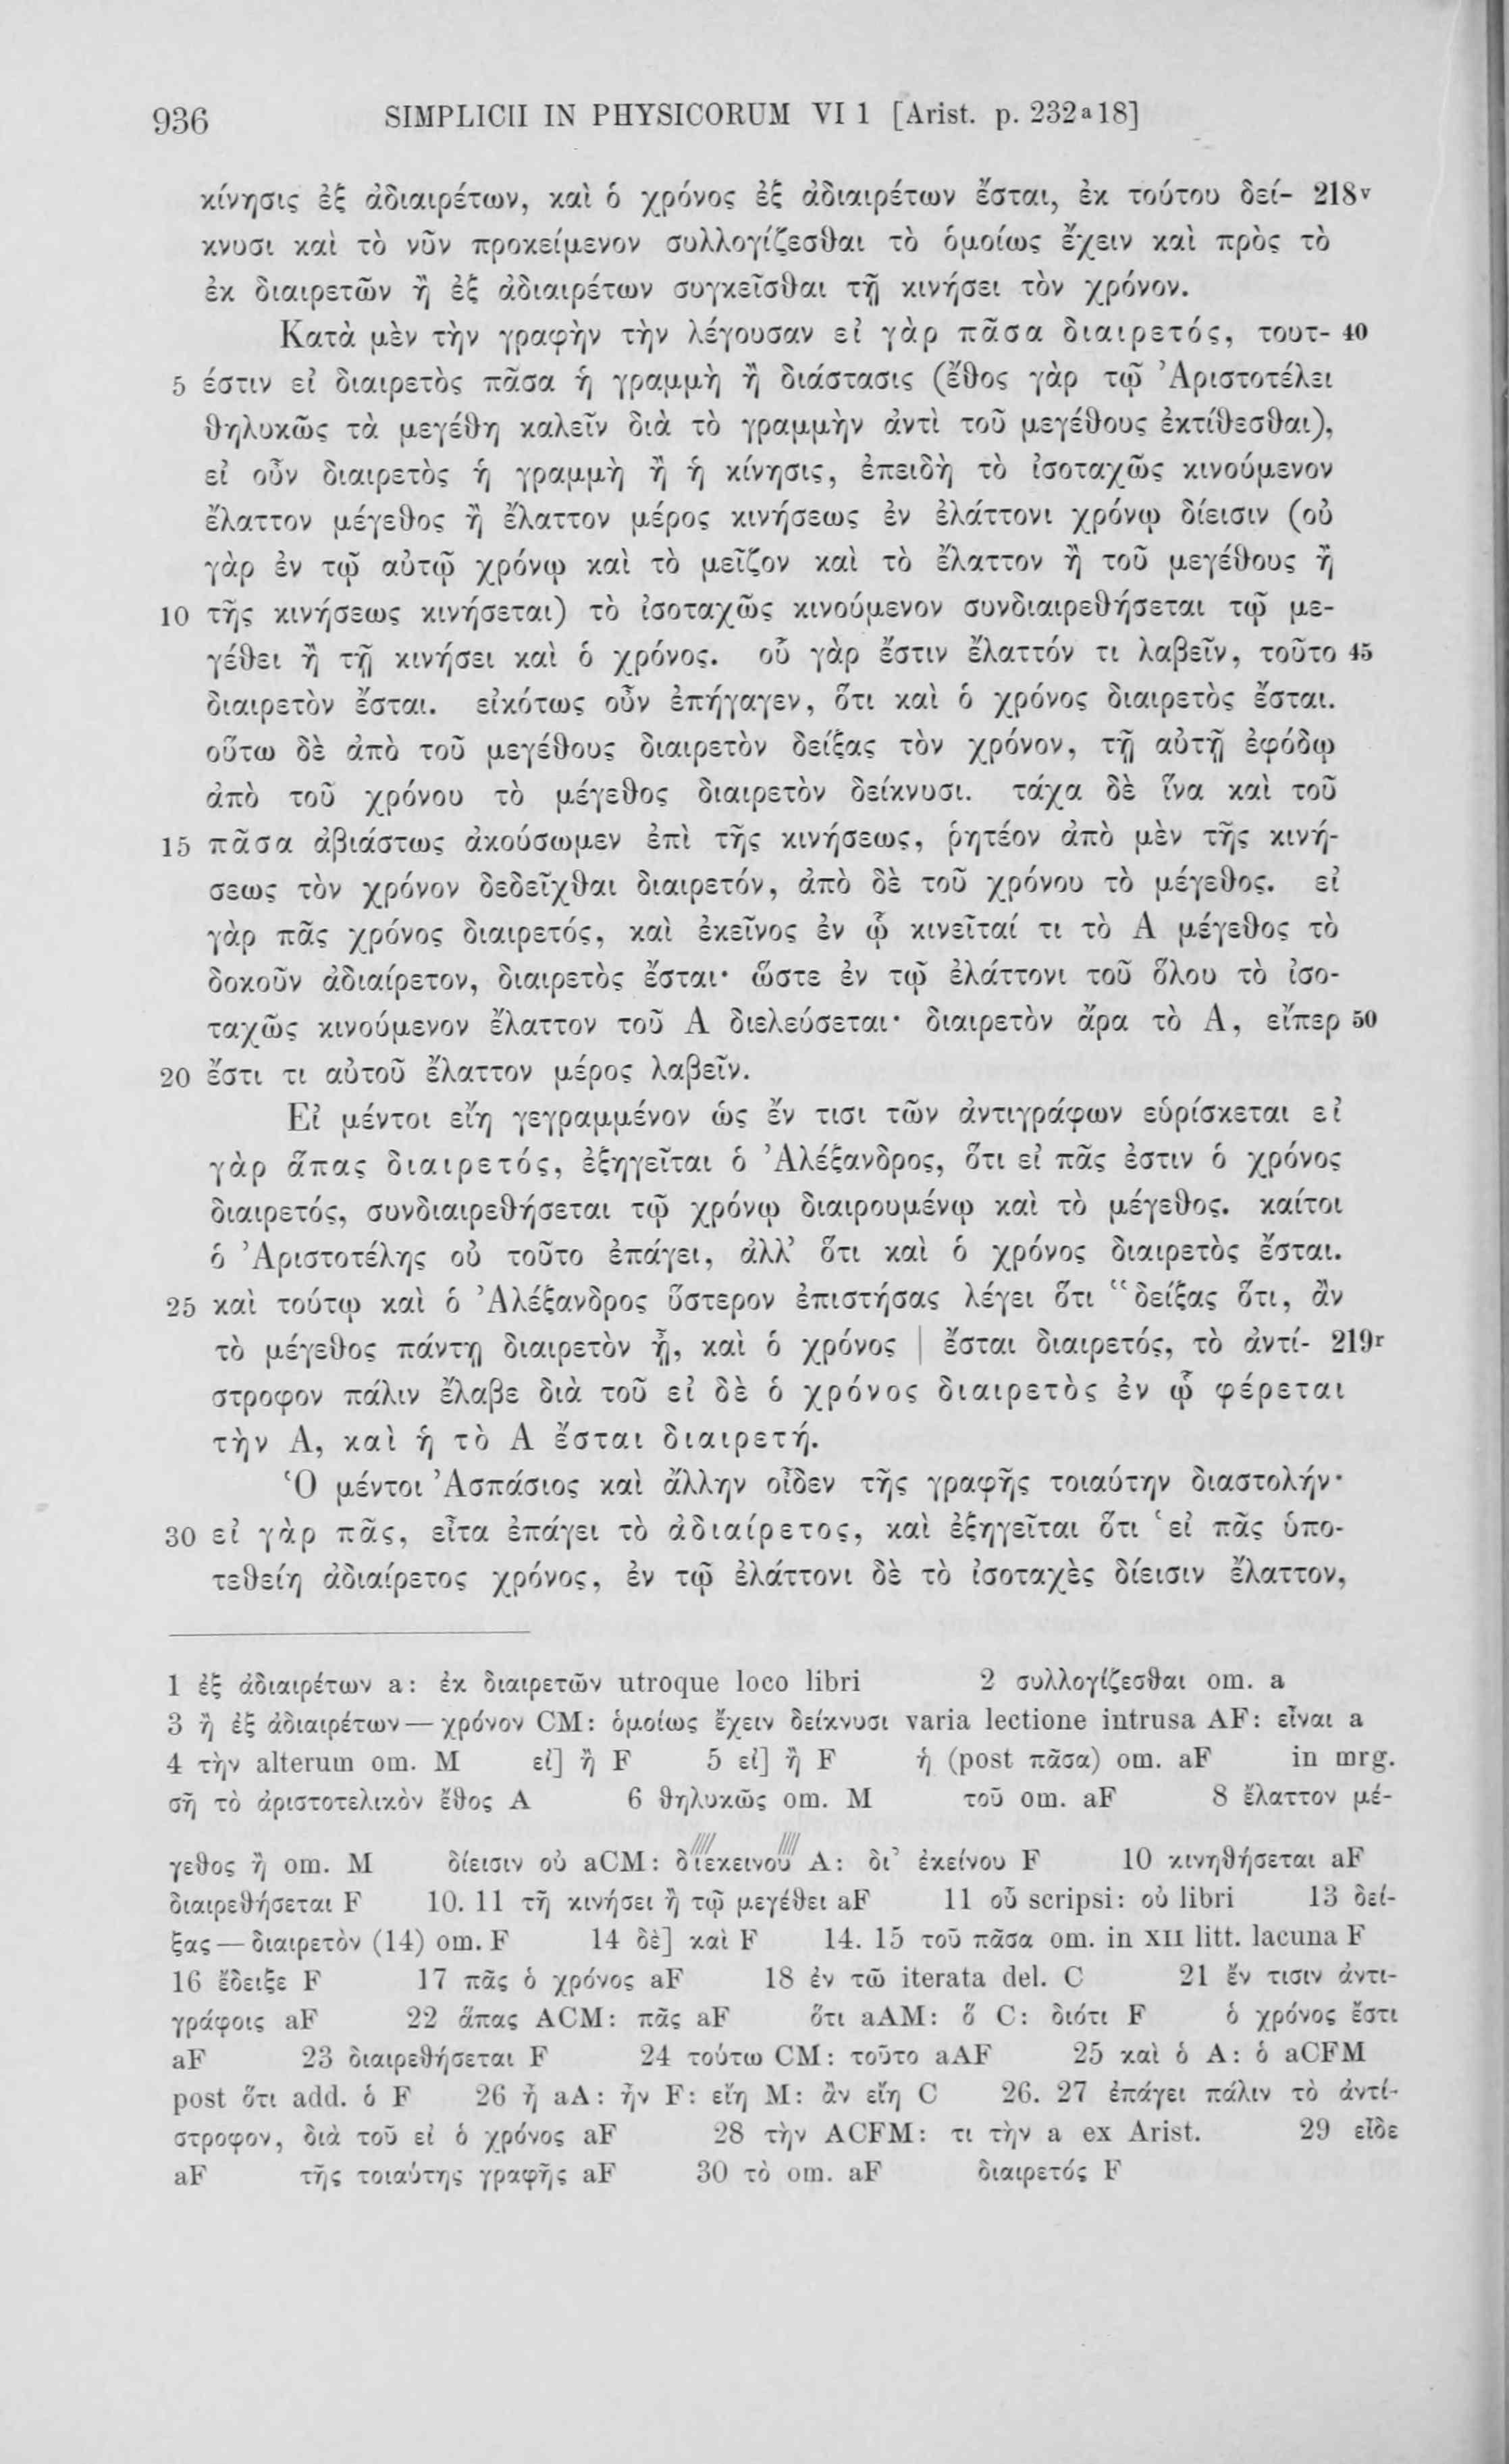 936 SIMPLICII IN PHYSICORUM VI 1 [Arist. p. 232a18]
κίνησις ἐξ ἀδιαιρέτων, καὶ ὁ χρόνος ἐξ ἀδιαιρέτων ἔσται, ἐκ τούτου δεί- 218v
κνυσι καὶ τὸ νῦν προκείμενον συλλογίζεσθαι τὸ ὁμοίως ἔχειν καὶ πρὸς τὸ
ἐκ διαιρετῶν ἢ ἐξ ἀδιαιρέτων συγκεῖσθαι τῇ κινήσει τὸν χρόνον.
Κατὰ μὲν τὴν γραφὴν τὴν λέγουσαν εἰ γὰρ πᾶσα διαιρετός, τουτ- 40
5 έστιν εἰ διαιρετὸς πᾶσα ἡ γραμμὴ ἢ διάστασις (ἔθος γὰρ τῷ Ἀριστοτέλει
θηλυκῶς τὰ μεγέθη καλεῖν διὰ τὸ γραμμὴν ἀντὶ τοῦ μεγέθους ἐκτίθεσθαι),
εἰ οὖν διαιρετὸς ἡ γραμμὴ ἢ ἡ κίνησις, ἐπειδὴ τὸ ἰσοταχῶς κινούμενον
ἔλαττον μέγεθος ἢ ἔλαττον μέρος κινήσεως ἐν ἐλάττονι χρόνῳ δίεισιν (οὐ
γὰρ ἐν τῷ αὐτῷ χρόνῳ καὶ τὸ μεῖζον καὶ τὸ ἔλαττον ἢ τοῦ μεγέθους ἢ
10 τῆς κινήσεως κινήσεται) τὸ ἰσοταχῶς κινούμενον συνδιαιρεθήσεται τῷ με-
γέθει ἢ τῇ κινήσει καὶ ὁ χρόνος. οὗ γὰρ ἔστιν ἔλαττόν τι λαβεῖν, τοῦτο 45
διαιρετὸν ἔσται. εἰκότως οὖν ἐπήγαγεν, ὅτι καὶ ὁ χρόνος διαιρετὸς ἔσται.
οὕτω δὲ ἀπὸ τοῦ μεγέθους διαιρετὸν δείξας τὸν χρόνον, τῇ αὐτῇ ἐφόδῳ
ἀπὸ τοῦ χρόνου τὸ μέγεθος διαιρετὸν δείκνυσι. τάχα δὲ ἵνα καὶ τοῦ
15 πᾶσα ἀβιάστως ἀκούσωμεν ἐπὶ τῆς κινήσεως, ῥητέον ἀπὸ μὲν τῆς κινή-
σεως τὸν χρόνον δεδεῖχθαι διαιρετόν, ἀπὸ δὲ τοῦ χρόνου τὸ μέγεθος. εἰ
γὰρ πᾶς χρόνος διαιρετός, καὶ ἐκεῖνος ἐν ᾧ κινεῖταί τι τὸ Α μέγεθος τὸ
δοκοῦν ἀδιαίρετον, διαιρετὸς ἔσται· ὥστε ἐν τῷ ἐλάττονι τοῦ ὅλου τὸ ἰσο-
ταχῶς κινούμενον ἔλαττον τοῦ Α διελεύσεται· διαιρετὸν ἄρα τὸ Α, εἴπερ 50
20 ἔστι τι αὐτοῦ ἔλαττον μέρος λαβεῖν.
Εἰ μέντοι εἴη γεγραμμένον ὡς ἔν τισι τῶν ἀντιγράφων εὑρίσκεται εἰ
γὰρ ἅπας διαιρετός, ἐξηγεῖται ὁ Ἀλέξανδρος, ὅτι εἰ πᾶς ἐστιν ὁ χρόνος
διαιρετός, συνδιαιρεθήσεται τῷ χρόνῳ διαιρουμένῳ καὶ τὸ μέγεθος. καίτοι
ὁ Ἀριστοτέλης οὐ τοῦτο ἐπάγει, ἀλλ’ ὅτι καὶ ὁ χρόνος διαιρετὸς ἔσται.
25 καὶ τούτῳ καὶ ὁ Ἀλέξανδρος ὕστερον ἐπιστήσας λέγει ὅτι “δείξας ὅτι, ἂν
τὸ μέγεθος πάντῃ διαιρετὸν ᾖ, καὶ ὁ χρόνος | ἔσται διαιρετός, τὸ ἀντί- 219r
στροφον πάλιν ἔλαβε διὰ τοῦ εἰ δὲ ὁ χρόνος διαιρετὸς ἐν ᾧ φέρεται
τὴν Α, καὶ ἡ τὸ Α ἔσται διαιρετή.
Ὁ μέντοι Ἀσπάσιος καὶ ἄλλην οἶδεν τῆς γραφῆς τοιαύτην διαστολήν·
30 εἰ γὰρ πᾶς, εἶτα ἐπάγει τὸ ἀδιαίρετος, καὶ ἐξηγεῖται ὅτι ‘εἰ πᾶς ὑπο-
τεθείη ἀδιαίρετος χρόνος, ἐν τῷ ἐλάττονι δὲ τὸ ἰσοταχὲς δίεισιν ἔλαττον,
1 ἐξ ἀδιαιρέτων a: ἐκ διαιρετῶν utroque loco libri 2 συλλογίζεσθαι om. a
3 ἢ ἐξ ἀδιαιρέτων — χρόνον CM: ὁμοίως ἔχειν δείκνυσι varia lectione intrusa AF: εἶναι a
4 τὴν alterum om. M εἰ] ἢ F 5 εἰ] ἢ F ἡ (post πᾶσα) om. aF in mrg.
σῆ τὸ ἀριστοτελικὸν ἔθος A 6 θηλυκῶς om. M τοῦ om. aF 8 ἔλαττον μέ-
γεθος ἢ om. M δίεισιν οὐ aCM: διεκεινου A: δι’ ἐκείνου F 10 κινηθήσεται aF
διαιρεθήσεται F 10. 11 τῇ κινήσει ἢ τῷ μεγέθει aF 11 οὗ scripsi: οὐ libri 13 δεί-
ξας — διαιρετὸν (14) om. F 14 δὲ] καὶ F 14. 15 τοῦ πᾶσα om. in XII litt. lacuna F
16 ἔδειξε F 17 πᾶς ὁ χρόνος aF 18 ἐν τῶ iterata del. C 21 ἔν τισιν ἀντι-
γράφοις aF 22 ἅπας ACM: πᾶς aF ὅτι aAM: ὅ C: διότι F ὁ χρόνος ἔστι
aF 23 διαιρεθήσεται F 24 τούτω CM: τοῦτο aAF 25 καὶ ὁ A: ὁ aCFM
post ὅτι add. ὁ F 26 ᾖ aA: ἦν F: εἴη M: ἂν εἴη C 26. 27 ἐπάγει πάλιν τὸ ἀντί-
στροφον, διὰ τοῦ εἰ ὁ χρόνος aF 28 τὴν ACFM: τι τὴν a ex Arist. 29 εἶδε
aF τῆς τοιαύτης γραφῆς aF 30 τὸ om. aF διαιρετός F